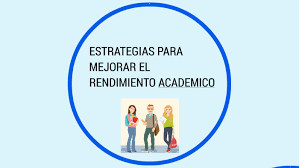 ESTRATEGIAS PARA
MEJORAR EL
RENDIMIENTO ACADEMICO